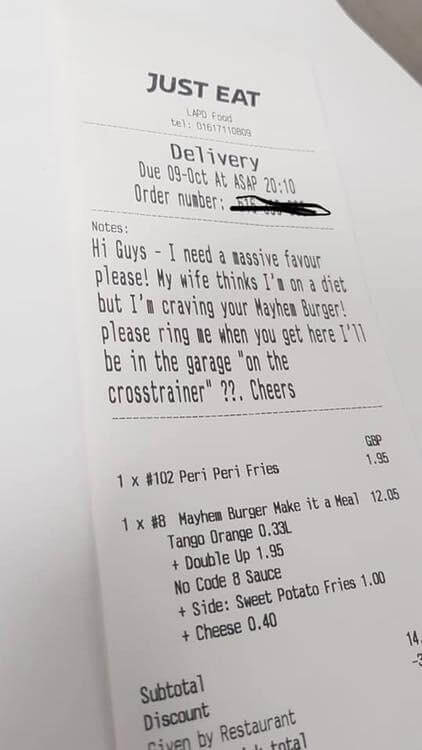 JUST EAT
LAPD Food
tel: 01617110809
Delivery
Due 09-Oct At ASAP 20:10
Order number:
Notes:
Hi Guys - I need a massive favour
please! My wife thinks I'm on a diet
but I'm craving your Mayhem Burger!
please ring me when you get here I'll
be in the garage "on the
crosstrainer" ??. Cheers
GBP
1 x #102 Peri Peri Fries 1.95
1 x #8 Mayhem Burger Make it a Meal 12.05
Tango Orange 0.33L
+ Double Up 1.95
No Code 8 Sauce
+ Side: Sweet Potato Fries 1.00
+ Cheese 0.40
Subtotal 14.
Discount -3
Given by Restaurant
total